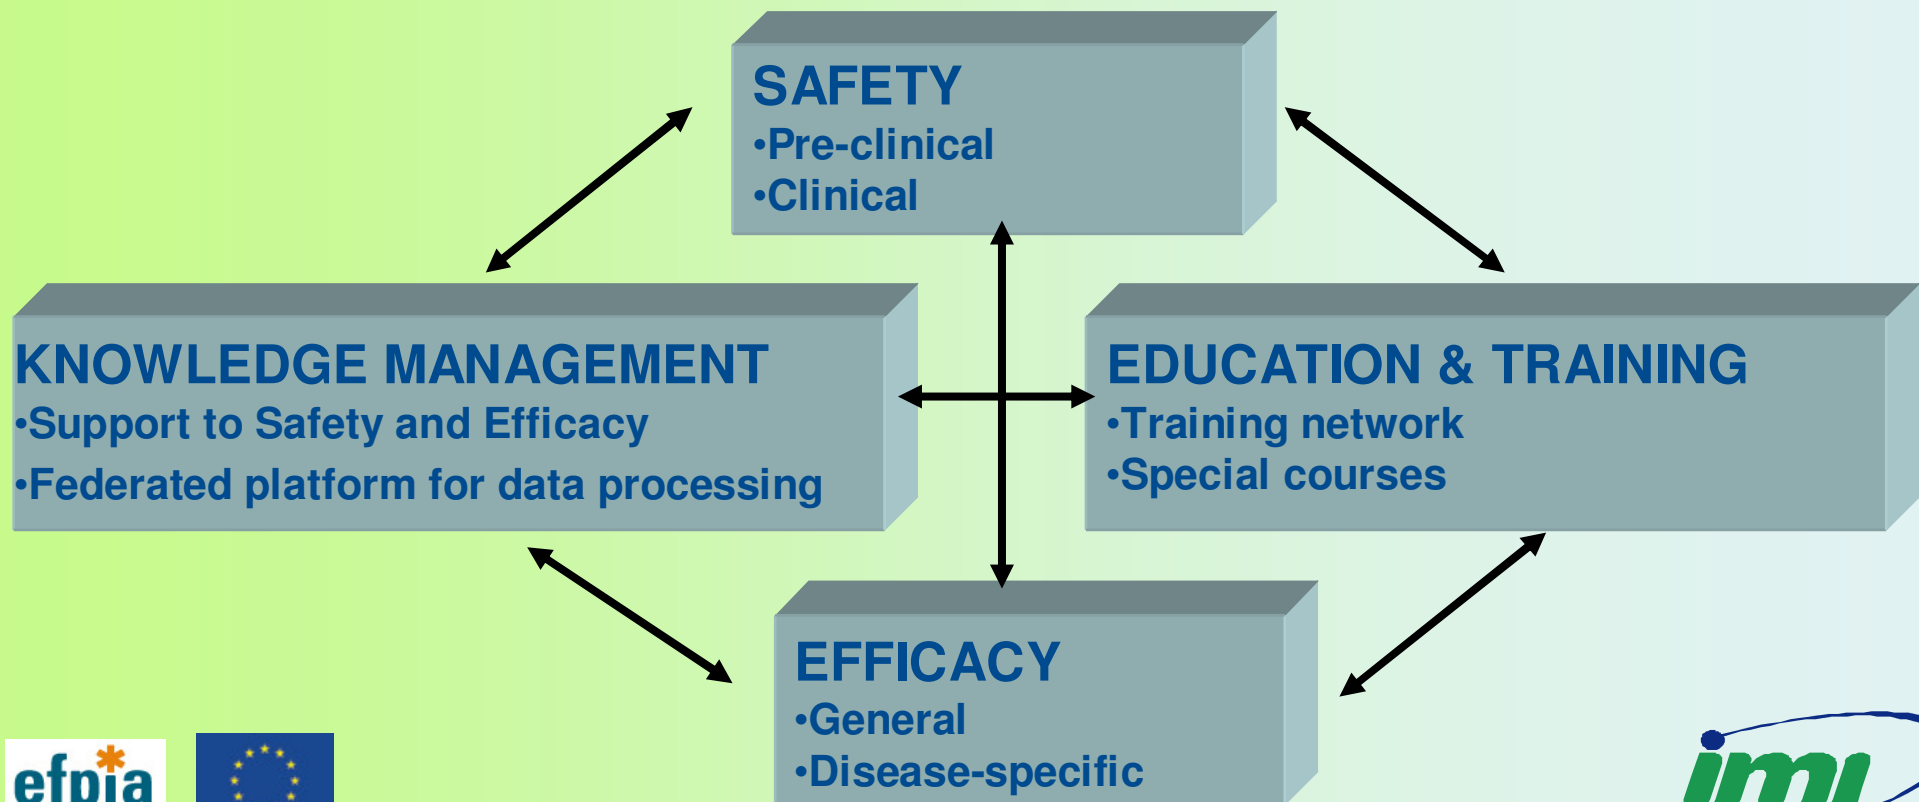 SAFETY
•Pre-clinical
•Clinical
KNOWLEDGE MANAGEMENT
•Support to Safety and Efficacy
•Federated platform for data processing
EDUCATION & TRAINING
•Training network
•Special courses
EFFICACY
•General
•Disease-specific
efpia
imi